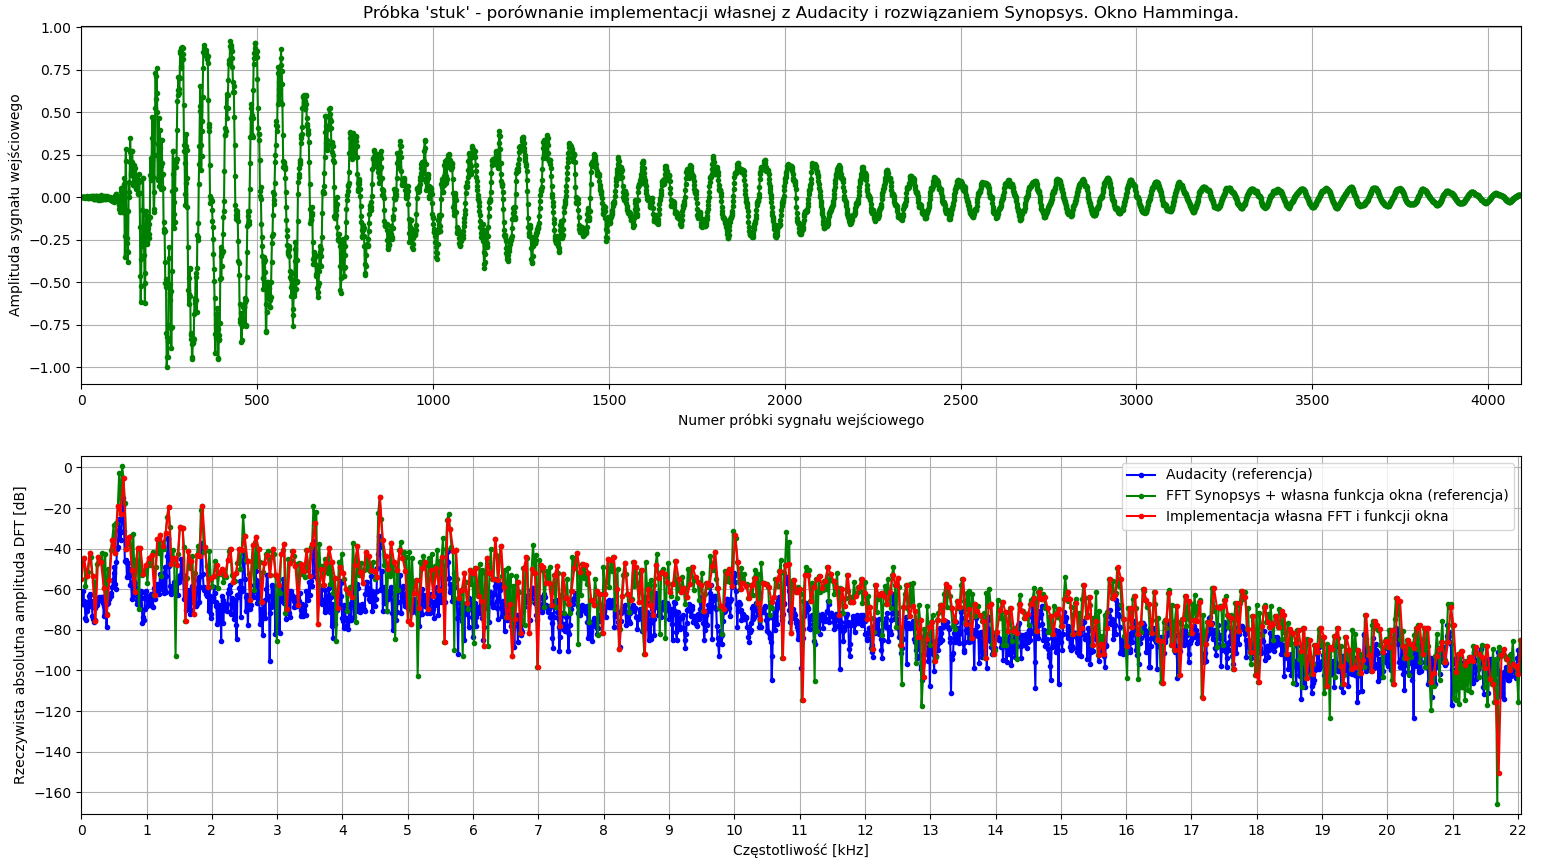 Próbka 'stuk' - porównanie implementacji własnej z Audacity i rozwiązaniem Synopsys. Okno Hamminga.
Amplituda sygnału wejściowego
1.00
0.75
0.50
0.25
0.00
−0.25
−0.50
−0.75
−1.00
0 500 1000 1500 2000 2500 3000 3500 4000
Numer próbki sygnału wejściowego
Rzeczywista absolutna amplituda DFT [dB]
0
−20
−40
−60
−80
−100
−120
−140
−160
Audacity (referencja)
FFT Synopsys + własna funkcja okna (referencja)
Implementacja własna FFT i funkcji okna
0 1 2 3 4 5 6 7 8 9 10 11 12 13 14 15 16 17 18 19 20 21 22
Częstotliwość [kHz]